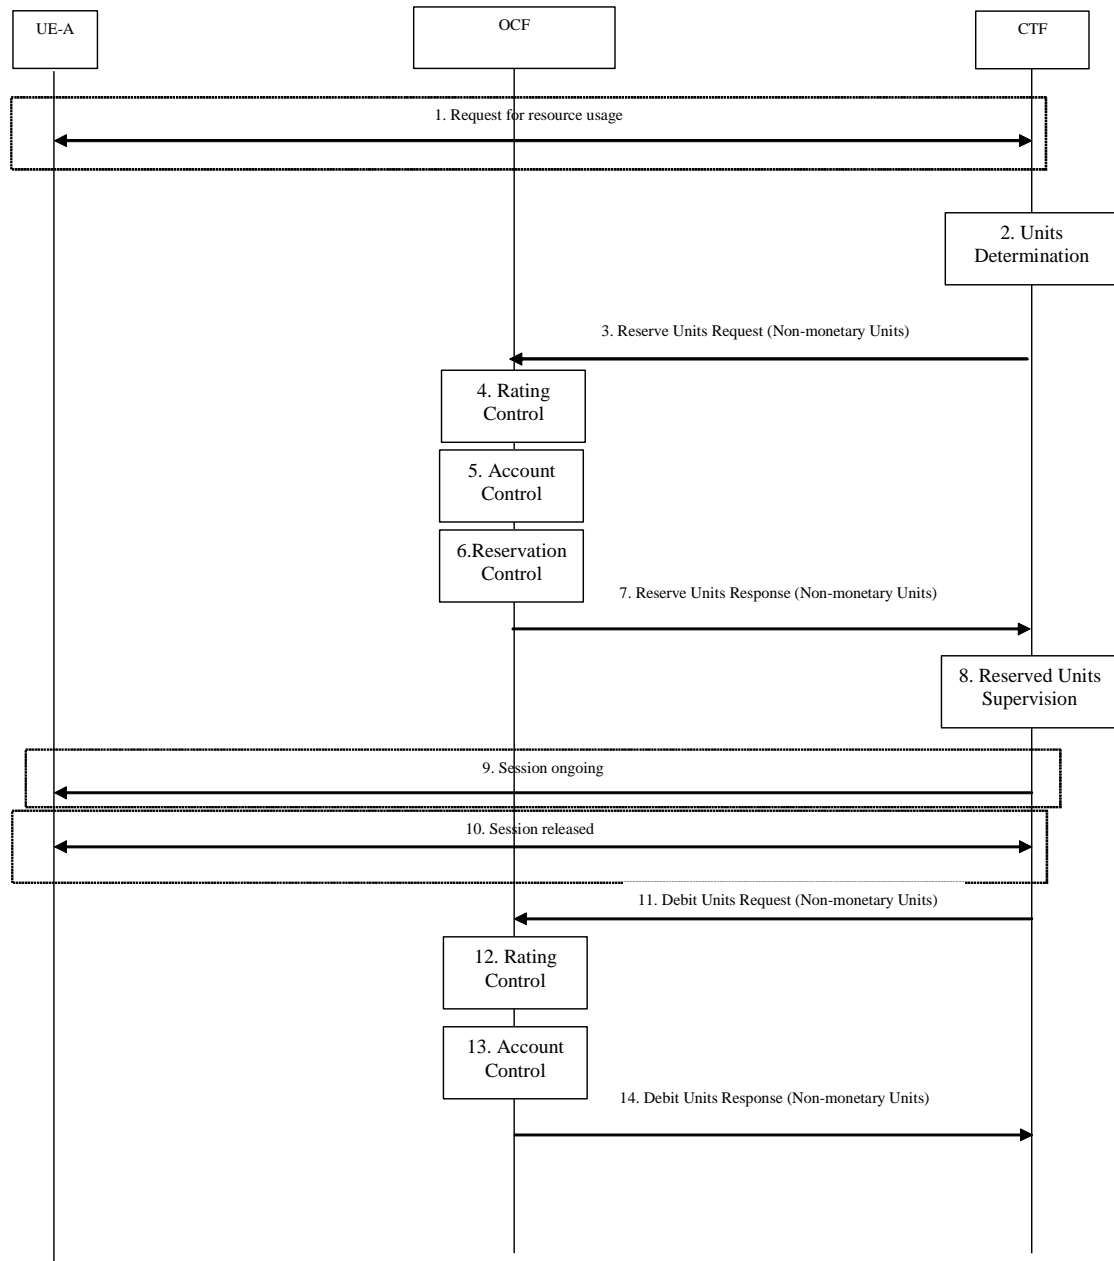 UE-A
OCF
CTF
1. Request for resource usage
2. Units
Determination
3. Reserve Units Request (Non-monetary Units)
4. Rating
Control
5. Account
Control
6.Reservation
Control
7. Reserve Units Response (Non-monetary Units)
8. Reserved Units
Supervision
9. Session ongoing
10. Session released
11. Debit Units Request (Non-monetary Units)
12. Rating
Control
13. Account
Control
14. Debit Units Response (Non-monetary Units)